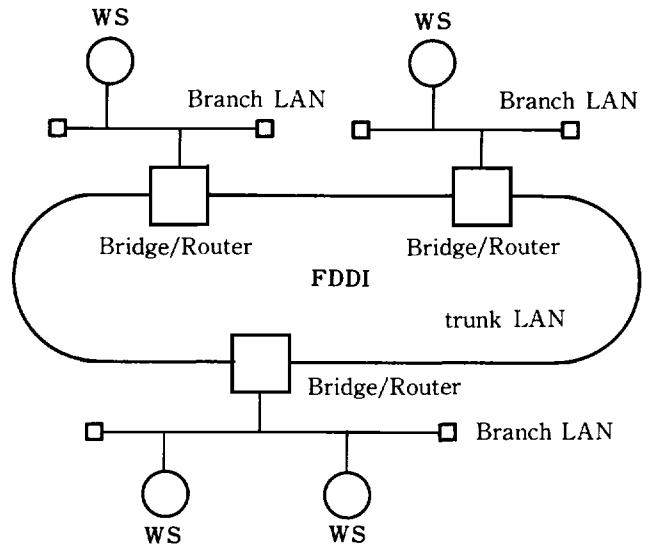 WS
WS
Branch LAN
Branch LAN
Bridge/Router
Bridge/Router
FDDI
trunk LAN
Bridge/Router
Branch LAN
WS
WS